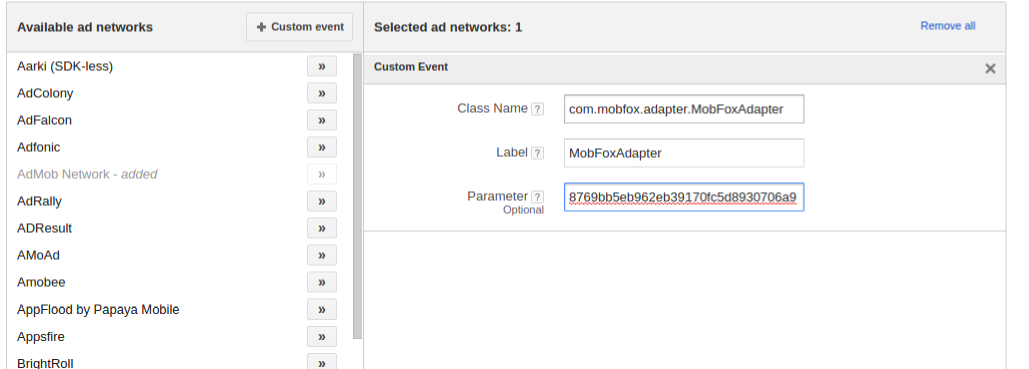 Available ad networks
+ Custom event
Aarki (SDK-less) »
AdColony »
AdFalcon »
Adfonic »
AdMob Network - added »
AdRally »
ADResult »
AMoAd »
Amobee »
AppFlood by Papaya Mobile »
Appsfire »
BrightRoll »
Selected ad networks: 1
Remove all
Custom Event
Class Name ? com.mobfox.adapter.MobFoxAdapter
Label ? MobFoxAdapter
Parameter ? 8769bb5eb962eb39170fc5d8930706a9
Optional